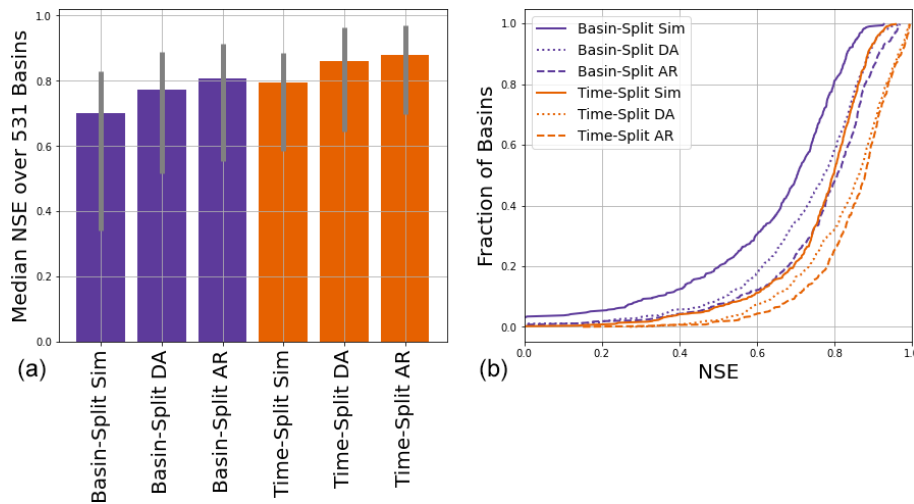 Median NSE over 531 Basins
1.0
0.8
0.6
0.4
0.2
0.0
Basin-Split Sim
Basin-Split DA
Basin-Split AR
Time-Split Sim
Time-Split DA
Time-Split AR
(a)
Fraction of Basins
1.0
0.8
0.6
0.4
0.2
0.0
Basin-Split Sim
Basin-Split DA
Basin-Split AR
Time-Split Sim
Time-Split DA
Time-Split AR
0.0 0.2 0.4 0.6 0.8 1.0
NSE
(b)